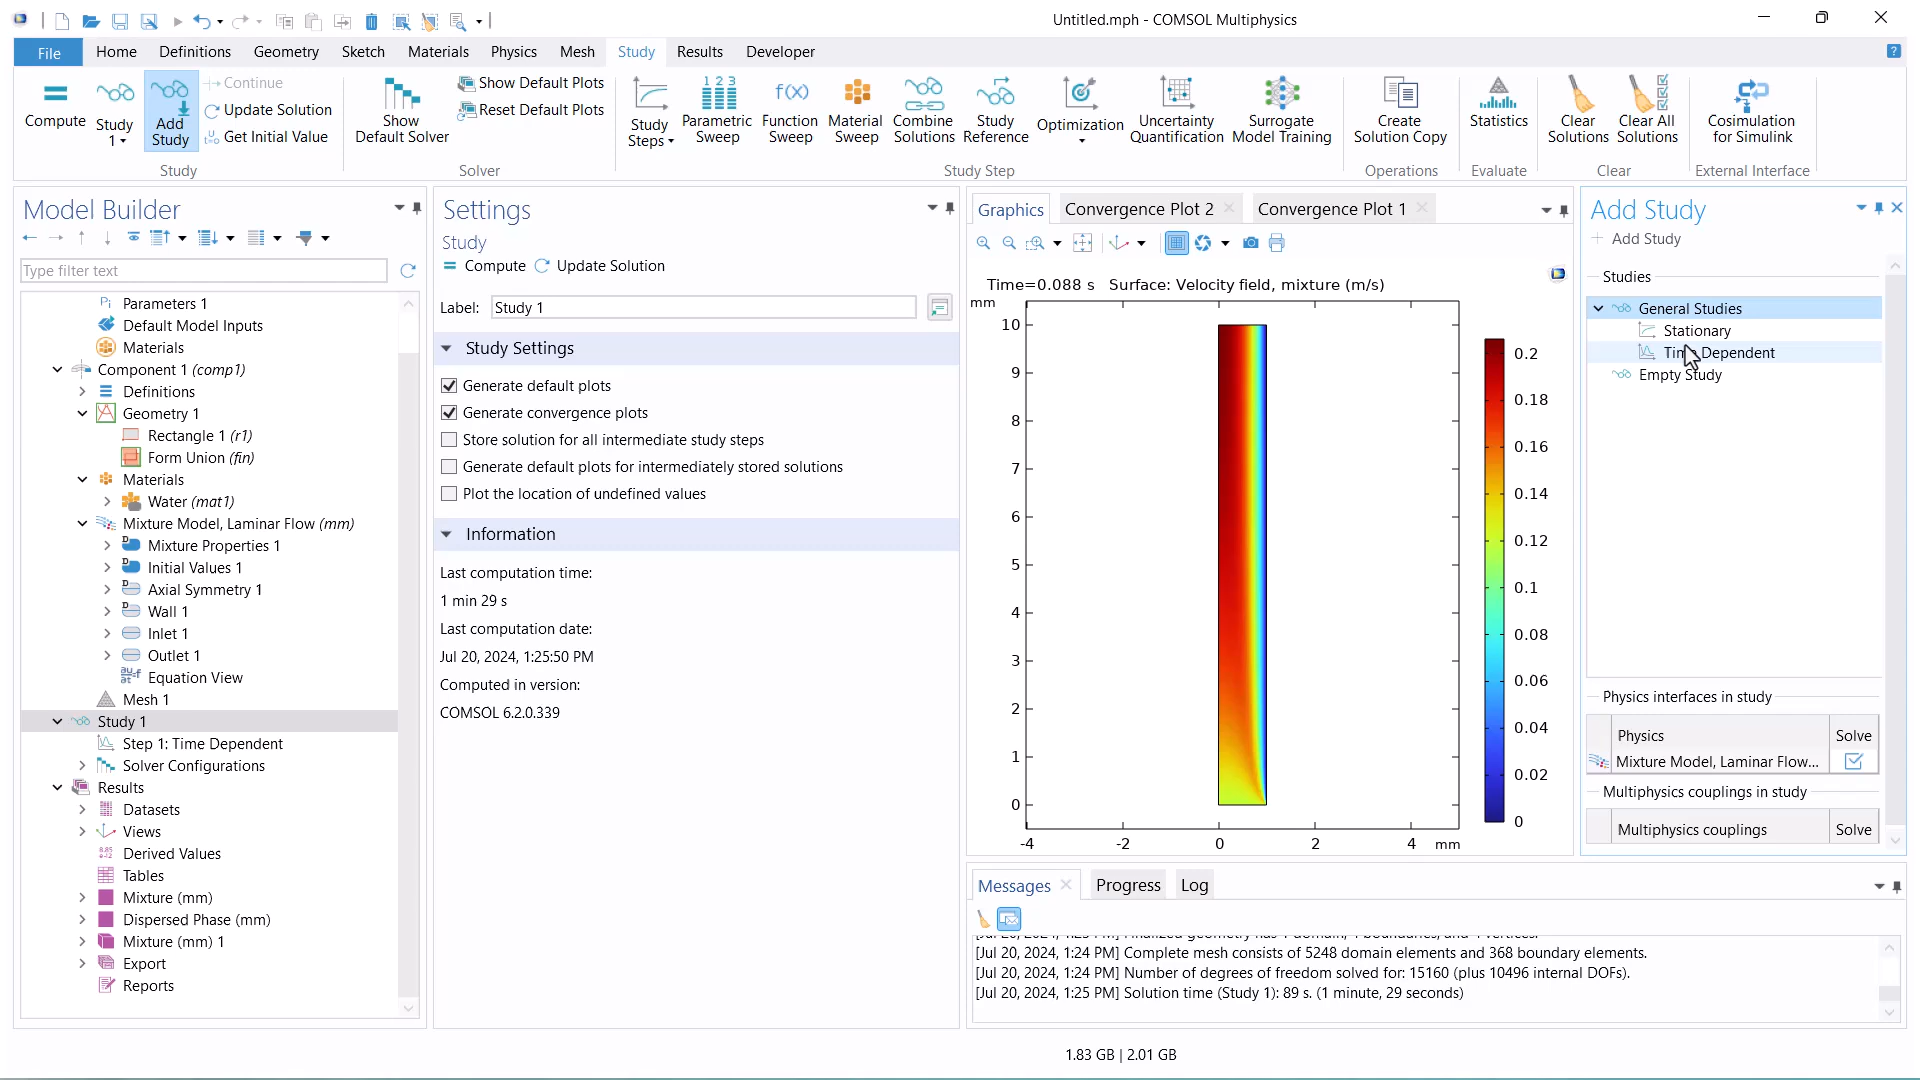 Untitled.mph - COMSOL Multiphysics
File Home Definitions Geometry Sketch Materials Physics Mesh Study Results Developer
Compute
Study 1
Add Study
Continue
Update Solution
Get Initial Value
Study
Show Default Solver
Show Default Plots
Reset Default Plots
Solver
Study Steps
1 2 3
Parametric Sweep
f(x)
Function Sweep
Material Sweep
Combine Solutions
Study Reference
Optimization
Uncertainty Quantification
Surrogate Model Training
Study Step
Create Solution Copy
Operations
Statistics
Evaluate
Clear Solutions
Clear All Solutions
Clear
Cosimulation for Simulink
External Interface
Model Builder
Type filter text
Pi Parameters 1
Default Model Inputs
Materials
Component 1 (comp1)
Definitions
Geometry 1
Rectangle 1 (r1)
Form Union (fin)
Materials
Water (mat1)
Mixture Model, Laminar Flow (mm)
Mixture Properties 1
Initial Values 1
Axial Symmetry 1
Wall 1
Inlet 1
Outlet 1
Equation View
Mesh 1
Study 1
Step 1: Time Dependent
Solver Configurations
Results
Datasets
Views
8.85
e-12
Derived Values
Tables
Mixture (mm)
Dispersed Phase (mm)
Mixture (mm) 1
Export
Reports
Settings
Study
Compute Update Solution
Label: Study 1
Study Settings
Generate default plots
Generate convergence plots
Store solution for all intermediate study steps
Generate default plots for intermediately stored solutions
Plot the location of undefined values
Information
Last computation time:
1 min 29 s
Last computation date:
Jul 20, 2024, 1:25:50 PM
Computed in version:
COMSOL 6.2.0.339
Graphics Convergence Plot 2 Convergence Plot 1
Time=0.088 s Surface: Velocity field, mixture (m/s)
mm
10
9
8
7
6
5
4
3
2
1
0
-4 -2 0 2 4 mm
0.2
0.18
0.16
0.14
0.12
0.1
0.08
0.06
0.04
0.02
0
Messages Progress Log
[Jul 20, 2024, 1:24 PM] Complete mesh consists of 5248 domain elements and 368 boundary elements.
[Jul 20, 2024, 1:24 PM] Number of degrees of freedom solved for: 15160 (plus 10496 internal DOFs).
[Jul 20, 2024, 1:25 PM] Solution time (Study 1): 89 s. (1 minute, 29 seconds)
Add Study
Add Study
Studies
General Studies
Stationary
Time Dependent
Empty Study
Physics interfaces in study
Physics Solve
Mixture Model, Laminar Flow...
Multiphysics couplings in study
Multiphysics couplings Solve
1.83 GB | 2.01 GB